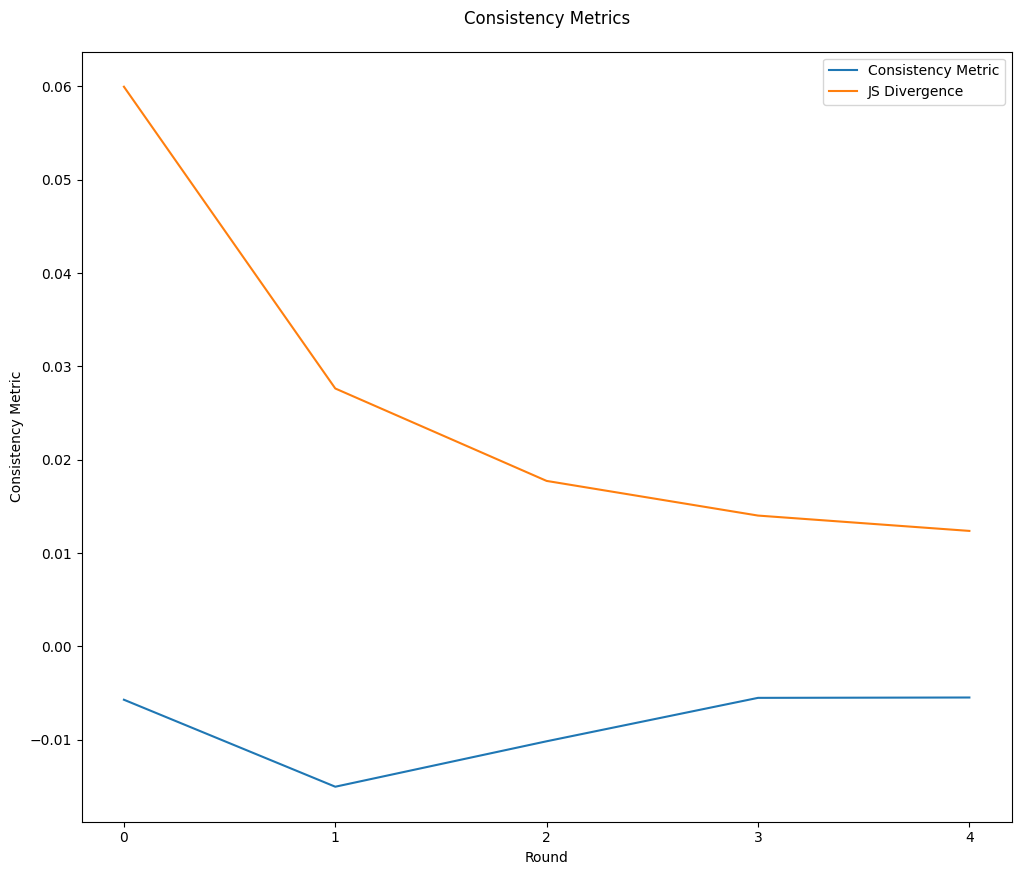 Consistency Metrics
Consistency Metric
JS Divergence
0.06
0.05
0.04
0.03
0.02
0.01
0.00
−0.01
Consistency Metric
0 1 2 3 4
Round